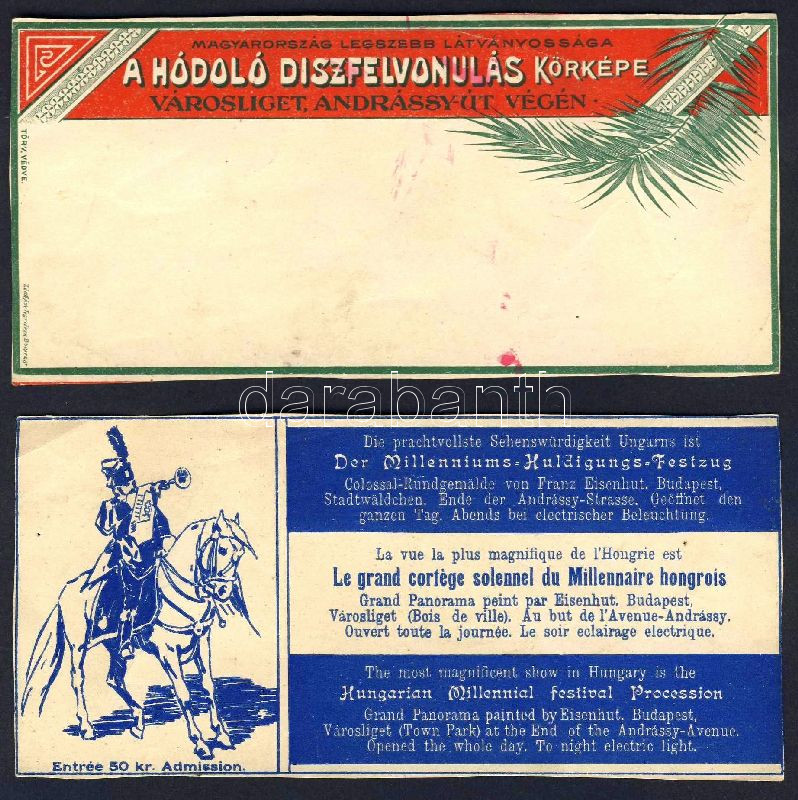 MAGYARORSZÁG LEGSZEBB LÁTVÁNYOSSÁGA
A HÓDOLÓ DISZFELVONULÁS KÖRKÉPE
VÁROSLIGET, ANDRÁSSY-ÚT VÉGÉN.
TÖRV. VÉDVE.
darabanth
Die prachtvollste Sehenswürdigkeit Ungarns ist
Der Millenniums-Huldigungs-Festzug
Colossal-Rundgemälde von Franz Eisenhut. Budapest,
Stadtwäldchen. Ende der Andrássy-Strasse. Geöffnet den
ganzen Tag. Abends bei electrischer Beleuchtung.
La vue la plus magnifique de l'Hongrie est
Le grand cortège solennel du Millennaire hongrois
Grand Panorama peint par Eisenhut. Budapest,
Városliget (Bois de ville). Au but de l'Avenue-Andrássy.
Ouvert toute la journée. Le soir eclairage electrique.
The most magnificent show in Hungary is the
Hungarian Millennial festival Procession
Grand Panorama painted by Eisenhut. Budapest,
Városliget (Town Park) at the End of the Andrássy-Avenue.
Opened the whole day. To night electric light.
Entrée 50 kr. Admission.